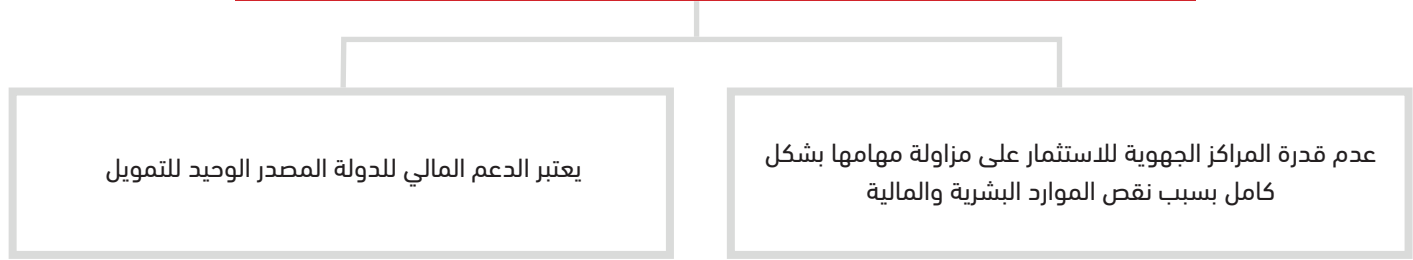 عدم قدرة المراكز الجهوية للاستثمار على مزاولة مهامها بشكل
كامل بسبب نقص الموارد البشرية والمالية
يعتبر الدعم المالي للدولة المصدر الوحيد للتمويل